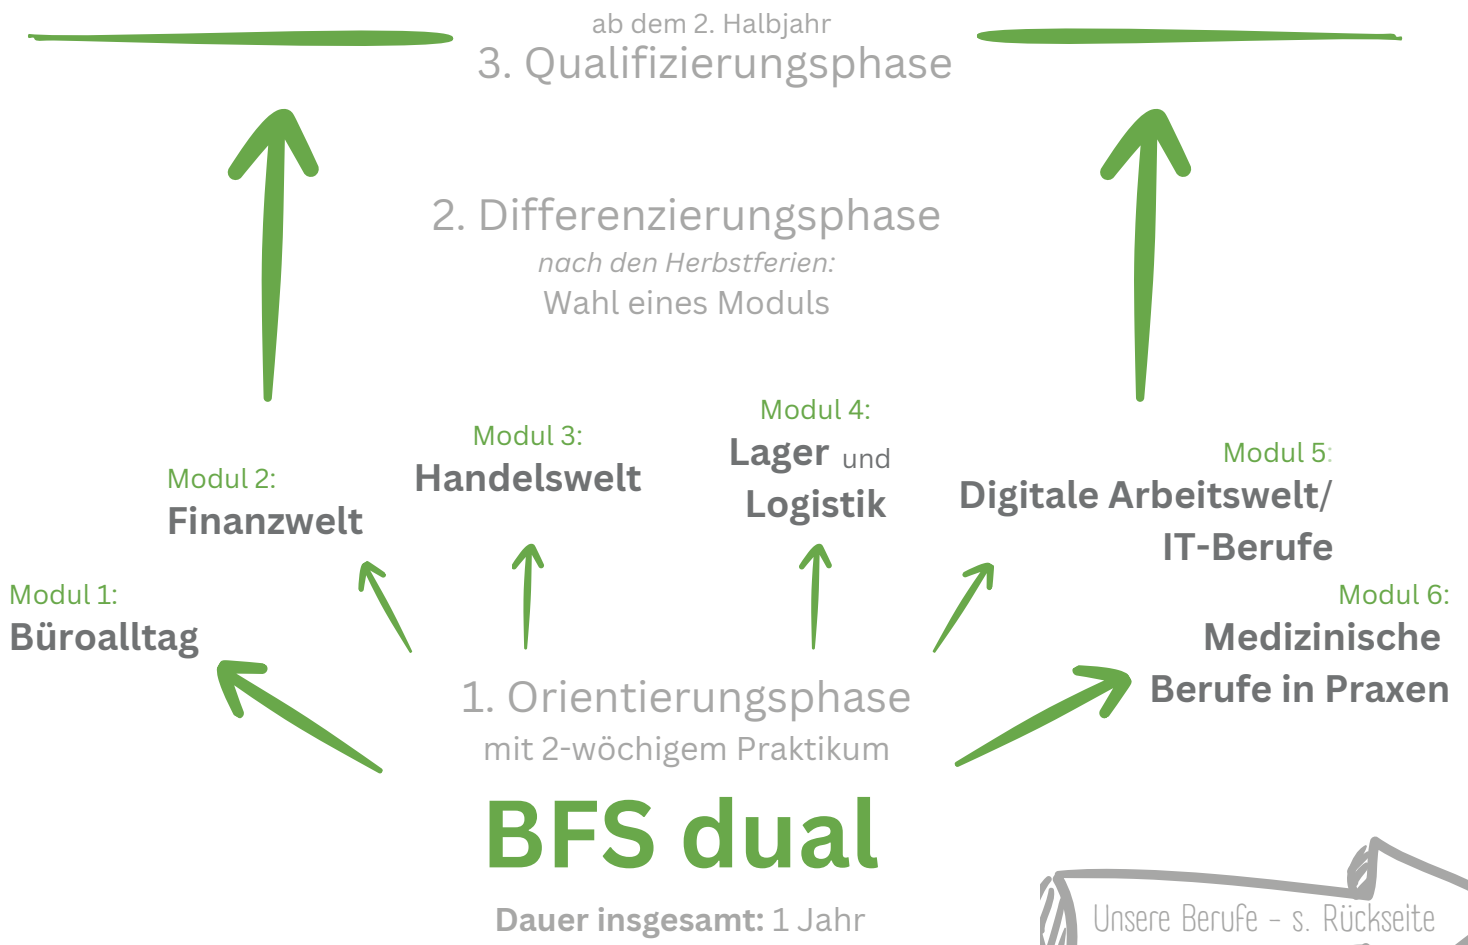 ab dem 2. Halbjahr
3. Qualifizierungsphase
2. Differenzierungsphase
nach den Herbstferien:
Wahl eines Moduls
Modul 1:
Büroalltag
Modul 2:
Finanzwelt
Modul 3:
Handelswelt
Modul 4:
Lager und
Logistik
Modul 5:
Digitale Arbeitswelt/
IT-Berufe
Modul 6:
Medizinische
Berufe in Praxen
1. Orientierungsphase
mit 2-wöchigem Praktikum
BFS dual
Dauer insgesamt: 1 Jahr
Unsere Berufe - s. Rückseite